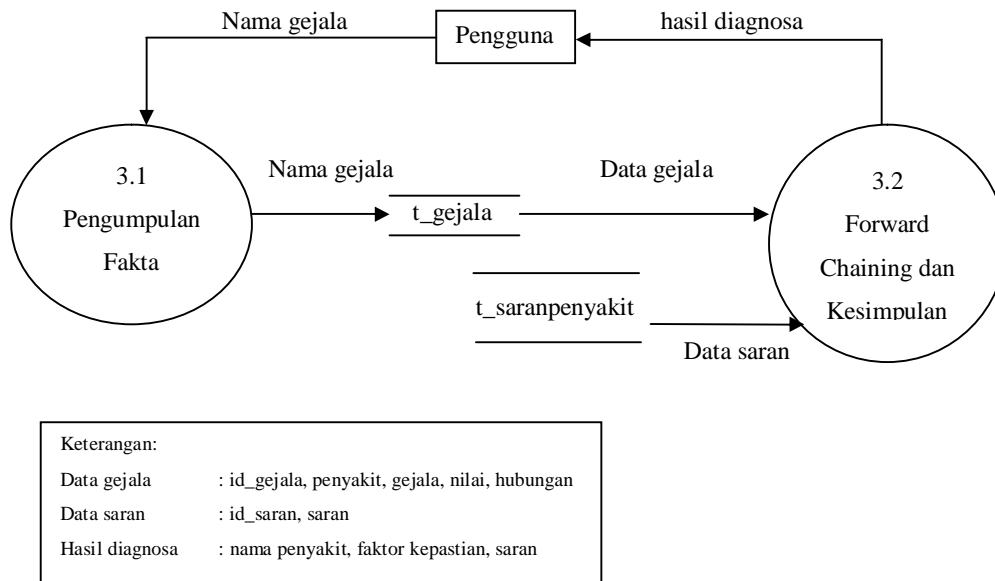 Nama gejala
Pengguna
hasil diagnosa
3.1
Pengumpulan
Fakta
Nama gejala
t_gejala
Data gejala
3.2
Forward
Chaining dan
Kesimpulan
t_saranpenyakit
Data saran
Keterangan:
Data gejala : id_gejala, penyakit, gejala, nilai, hubungan
Data saran : id_saran, saran
Hasil diagnosa : nama penyakit, faktor kepastian, saran